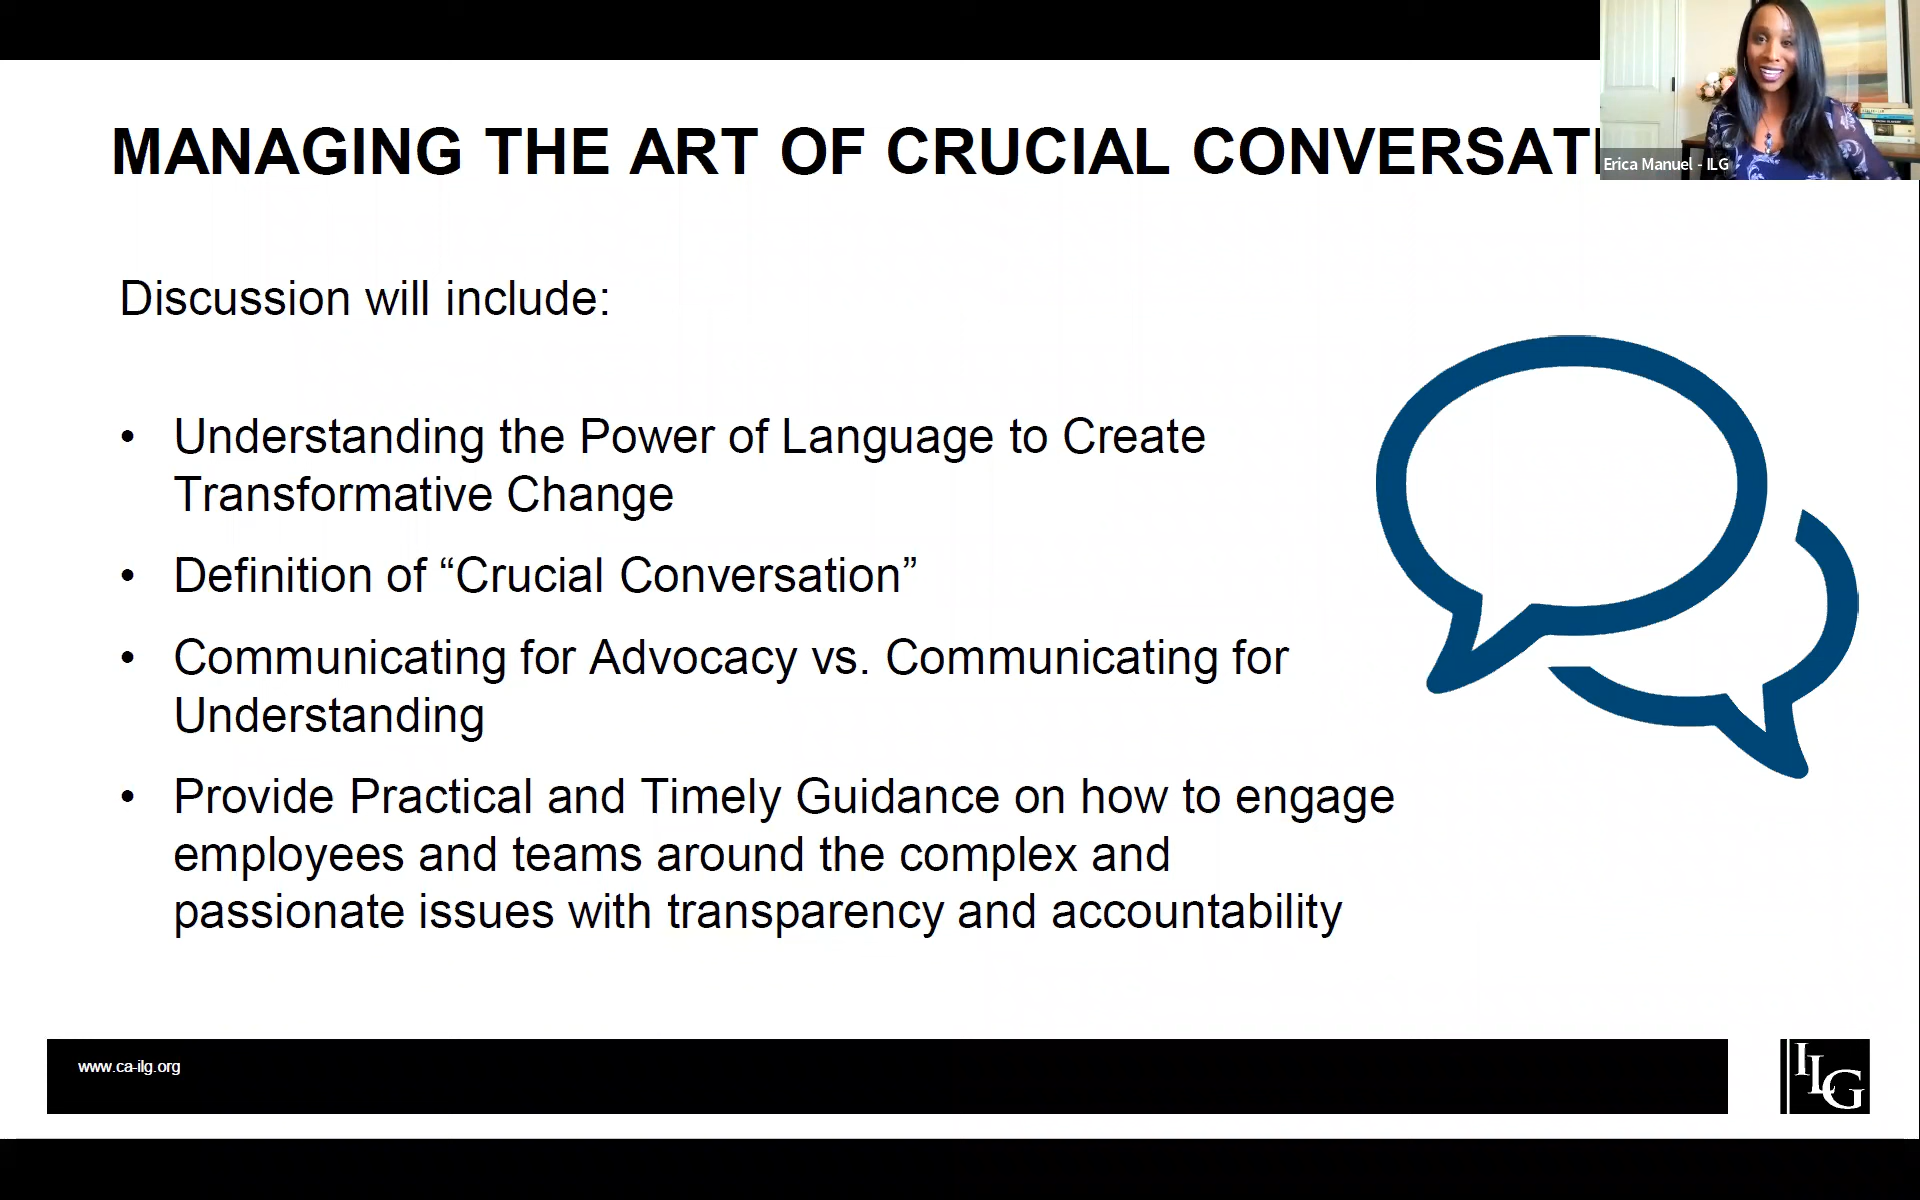 MANAGING THE ART OF CRUCIAL CONVERSATI
Erica Manuel - ILG
Discussion will include:
• Understanding the Power of Language to Create
Transformative Change
• Definition of “Crucial Conversation”
• Communicating for Advocacy vs. Communicating for
Understanding
• Provide Practical and Timely Guidance on how to engage
employees and teams around the complex and
passionate issues with transparency and accountability
www.ca-ilg.org
ILG